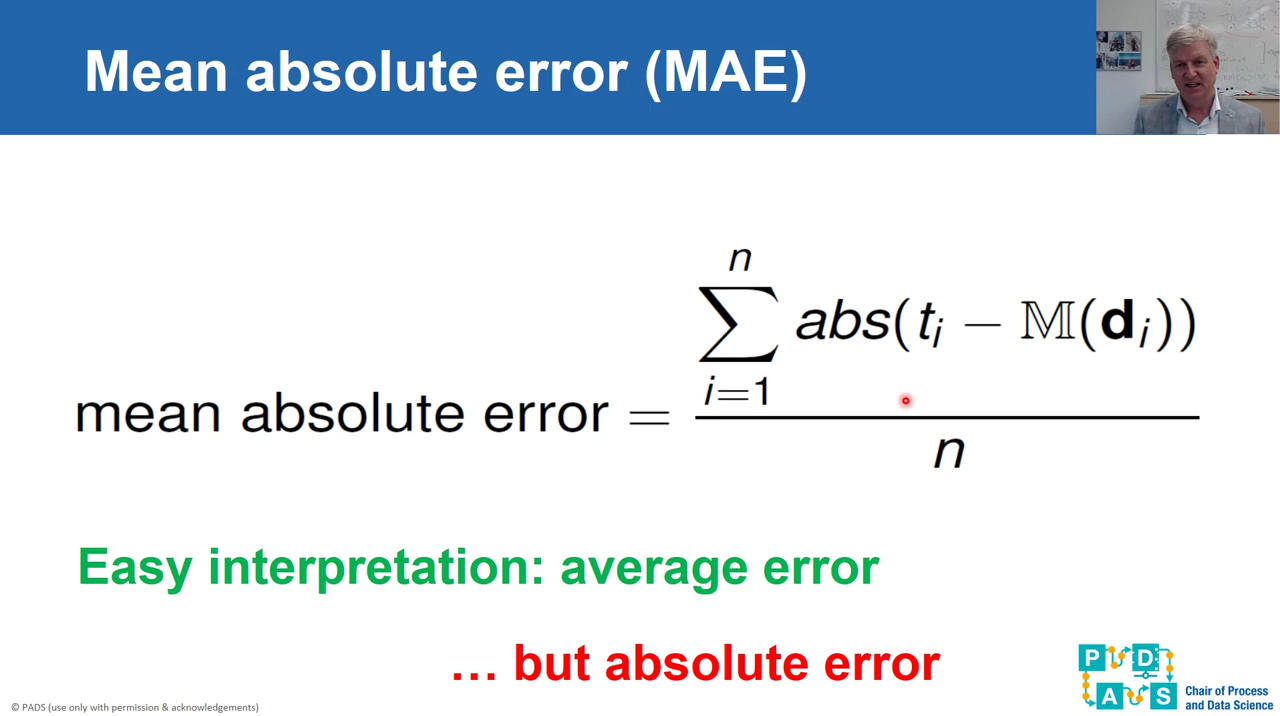 Mean absolute error (MAE)
n
∑ abs(tᵢ − 𝕄(𝐝ᵢ))
i=1
mean absolute error =
n
Easy interpretation: average error
… but absolute error
P D
A S
Chair of Process
and Data Science
© PADS (use only with permission & acknowledgements)